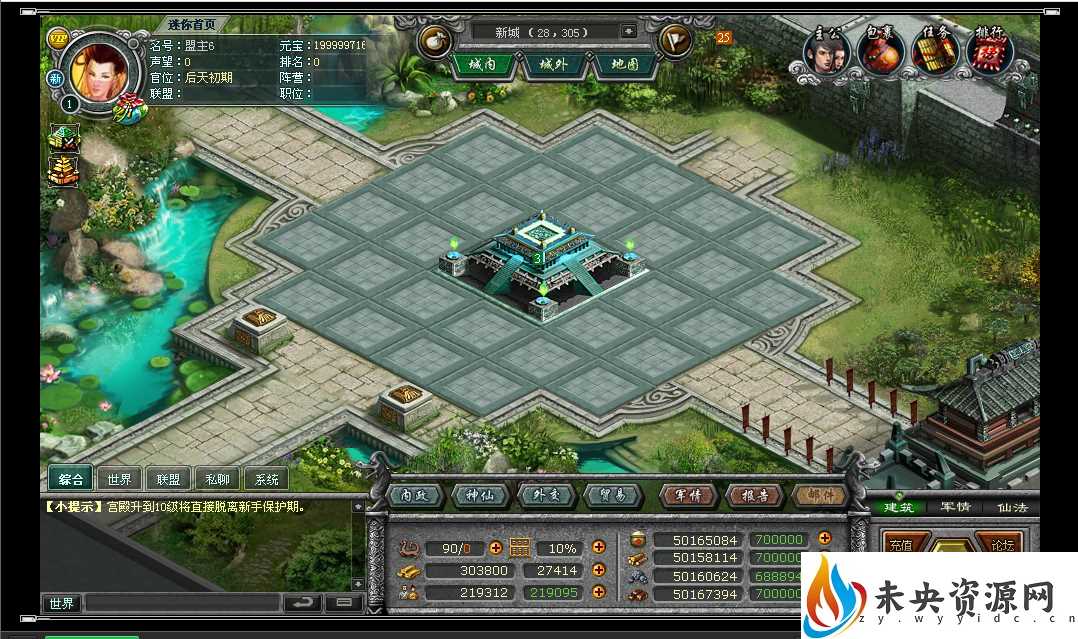 迷你首页
VIP
新
1
名号：盟主6
声望：0
官位：后天初期
联盟：
元宝：199999716
排名：0
阵营：
职位：
新城（28，305）
城内
城外
地图
25
主公
包裹
任务
排行
3
综合
世界
联盟
私聊
系统
【小提示】宫殿升到10级将直接脱离新手保护期。
世界
内政
神仙
外交
贸易
军情
报告
邮件
90/0
10%
303800
27414
219312
219095
50165084
700000
50158114
700000
50160624
688894
50167394
700000
建筑
军情
仙法
充值
论坛
未央资源网
zy.wyyidc.cn